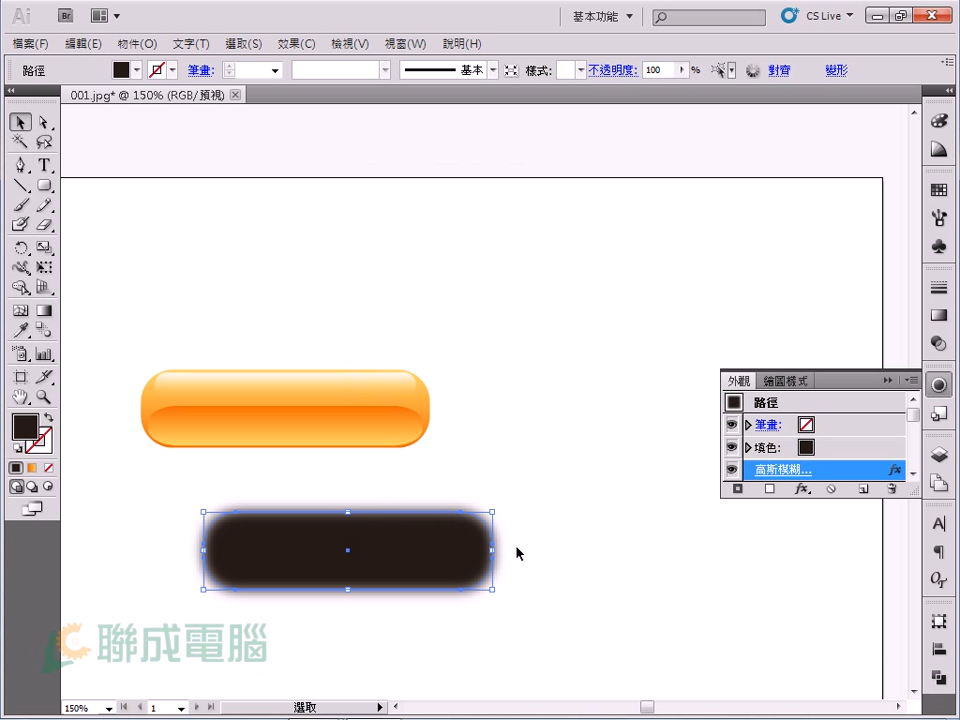 Ai Br 基本功能 CS Live
檔案(F) 編輯(E) 物件(O) 文字(T) 選取(S) 效果(C) 檢視(V) 視窗(W) 說明(H)
路徑 筆畫: 基本 樣式: 不透明度: 100 % 對齊 變形
001.jpg* @ 150% (RGB/預視)
外觀 繪圖樣式
路徑
筆畫:
填色:
高斯模糊... fx
fx
聯成電腦
150% 1 選取